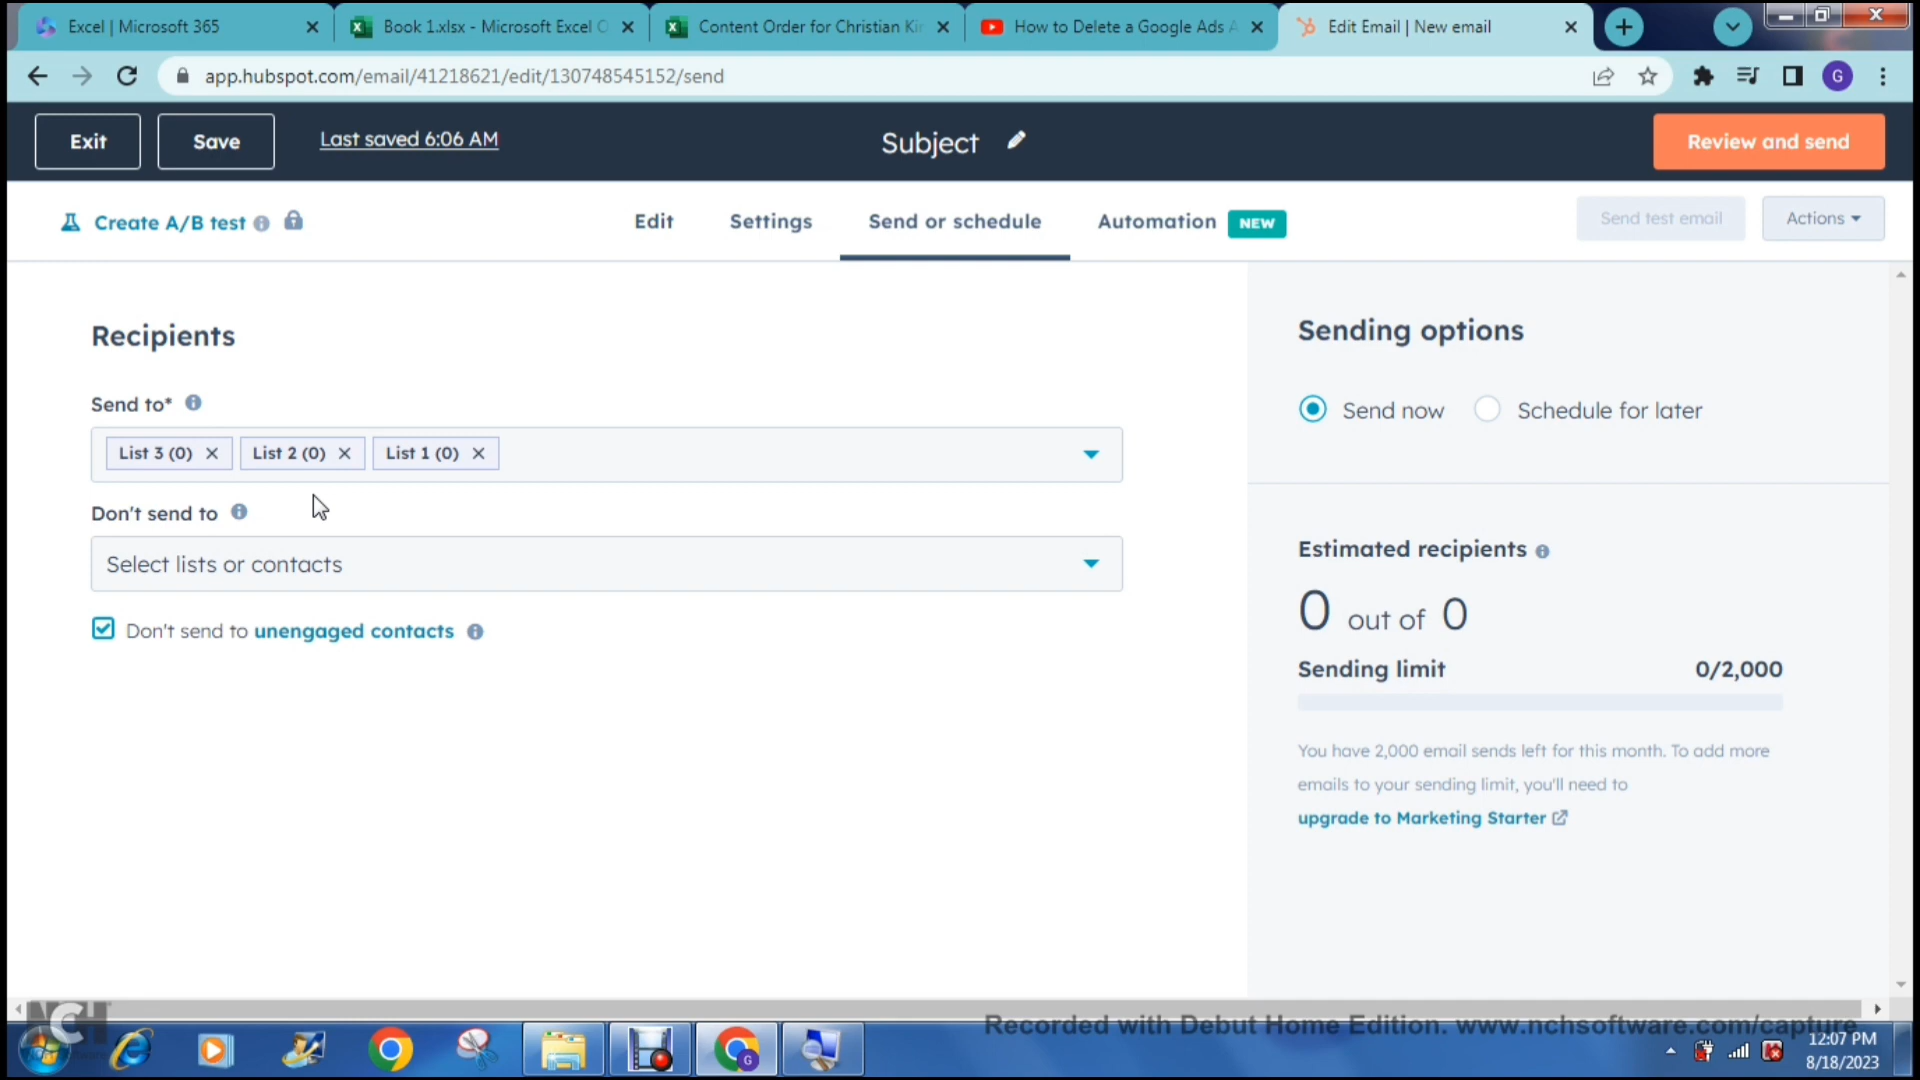 Excel | Microsoft 365
Book 1.xlsx - Microsoft Excel O
Content Order for Christian Kin
How to Delete a Google Ads A
Edit Email | New email
app.hubspot.com/email/41218621/edit/130748545152/send
G
Exit
Save
Last saved 6:06 AM
Subject
Review and send
Create A/B test
Edit
Settings
Send or schedule
Automation NEW
Send test email
Actions
Recipients
Send to*
List 3 (0)
List 2 (0)
List 1 (0)
Don't send to
Select lists or contacts
Don't send to unengaged contacts
Sending options
Send now
Schedule for later
Estimated recipients
0 out of 0
Sending limit 0/2,000
You have 2,000 email sends left for this month. To add more
emails to your sending limit, you'll need to
upgrade to Marketing Starter
NCH
Recorded with Debut Home Edition. www.nchsoftware.com/capture
G
12:07 PM
8/18/2023